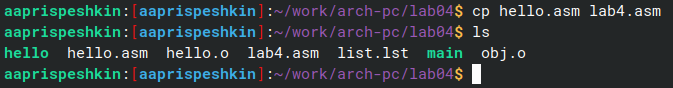 aaprispeshkin:[aaprispeshkin]:~/work/arch-pc/lab04$ cp hello.asm lab4.asm
aaprispeshkin:[aaprispeshkin]:~/work/arch-pc/lab04$ ls
hello  hello.asm  hello.o  lab4.asm  list.lst  main  obj.o
aaprispeshkin:[aaprispeshkin]:~/work/arch-pc/lab04$